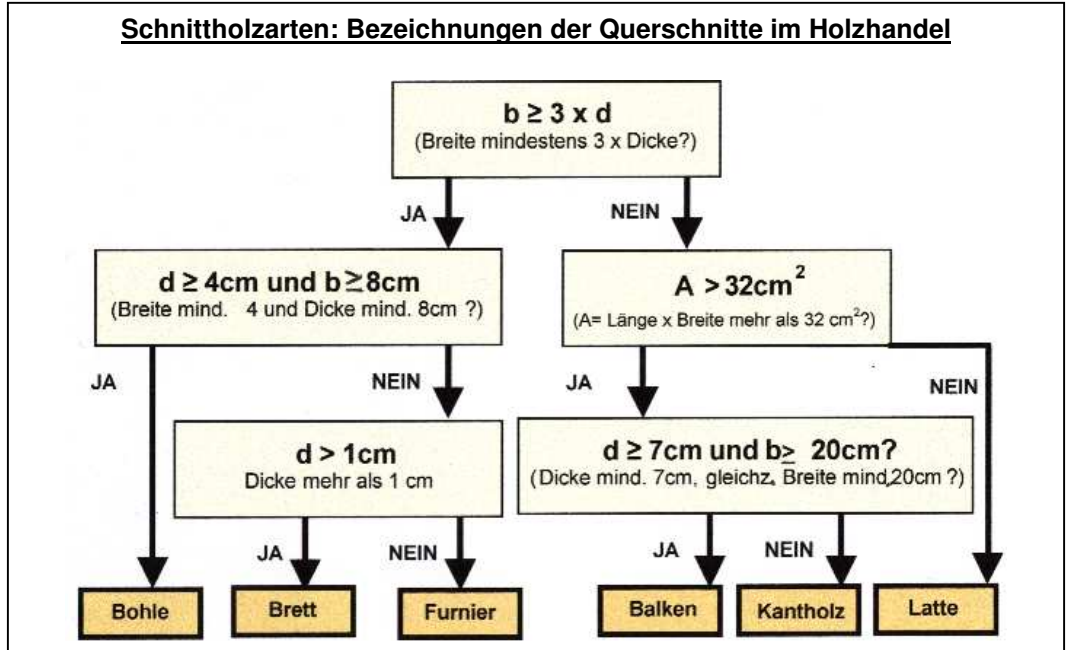 Schnittholzarten: Bezeichnungen der Querschnitte im Holzhandel
b ≥ 3 x d
(Breite mindestens 3 x Dicke?)
JA
NEIN
d ≥ 4cm und b ≥ 8cm
(Breite mind. 4 und Dicke mind. 8cm ?)
A > 32cm²
(A= Länge x Breite mehr als 32 cm²?)
JA
NEIN
JA
NEIN
d > 1cm
Dicke mehr als 1 cm
d ≥ 7cm und b ≥ 20cm?
(Dicke mind. 7cm, gleichz. Breite mind.20cm ?)
JA
NEIN
JA
NEIN
Bohle
Brett
Furnier
Balken
Kantholz
Latte